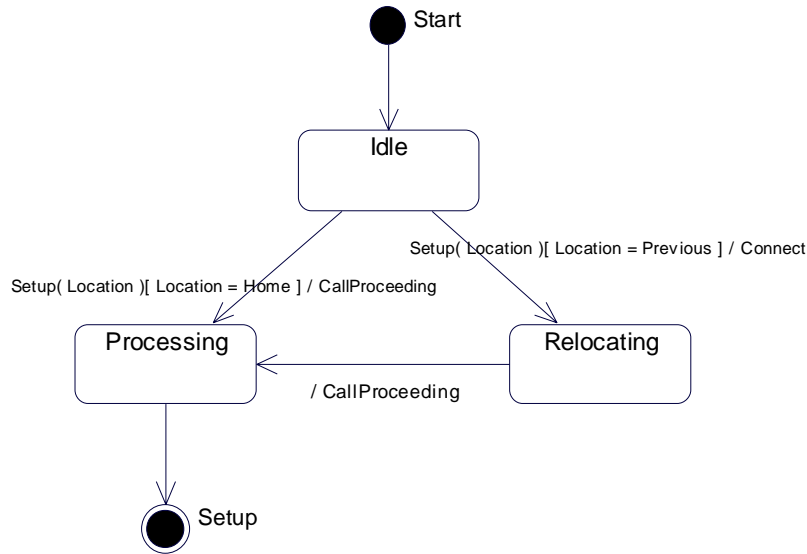 Start
Idle
Setup( Location )[ Location = Previous ] / Connect
Setup( Location )[ Location = Home ] / CallProceeding
Processing
Relocating
/ CallProceeding
Setup